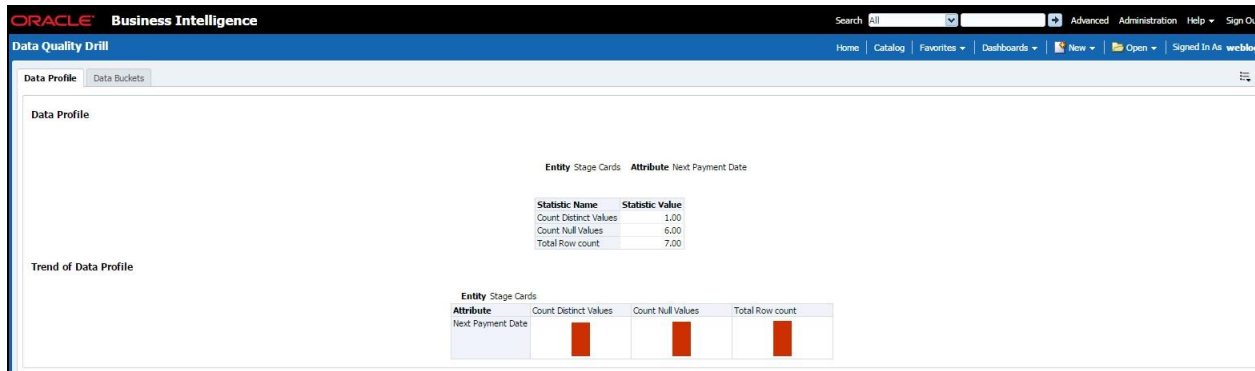 ORACLE Business Intelligence Search All Advanced Administration Help Sign Ou
Data Quality Drill Home Catalog Favorites Dashboards New Open Signed In As weblo
Data Profile Data Buckets
Data Profile
Entity Stage Cards Attribute Next Payment Date
Statistic Name Statistic Value
Count Distinct Values 1.00
Count Null Values 6.00
Total Row count 7.00
Trend of Data Profile
Entity Stage Cards
Attribute Count Distinct Values Count Null Values Total Row count
Next Payment Date